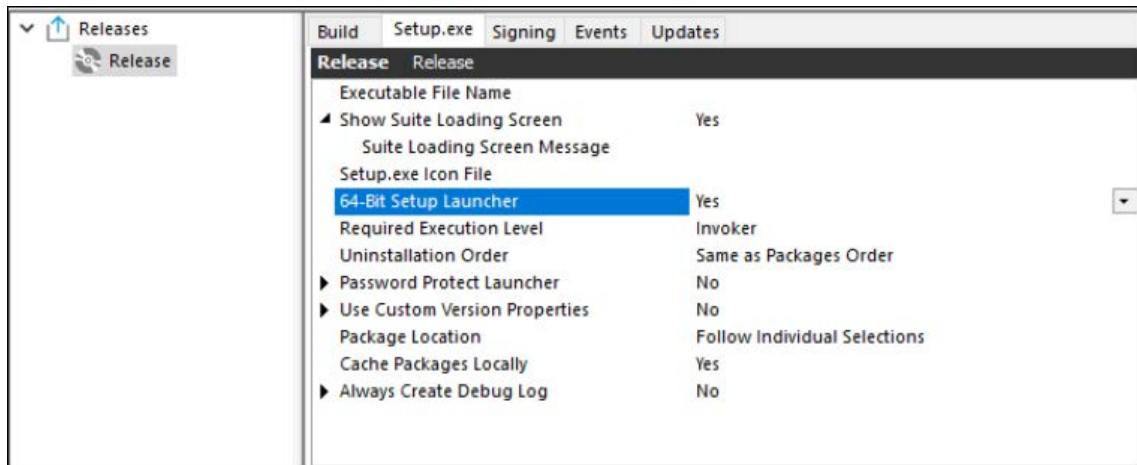 Releases
Release
Build Setup.exe Signing Events Updates
Release Release
Executable File Name
Show Suite Loading Screen Yes
Suite Loading Screen Message
Setup.exe Icon File
64-Bit Setup Launcher Yes
Required Execution Level Invoker
Uninstallation Order Same as Packages Order
Password Protect Launcher No
Use Custom Version Properties No
Package Location Follow Individual Selections
Cache Packages Locally Yes
Always Create Debug Log No